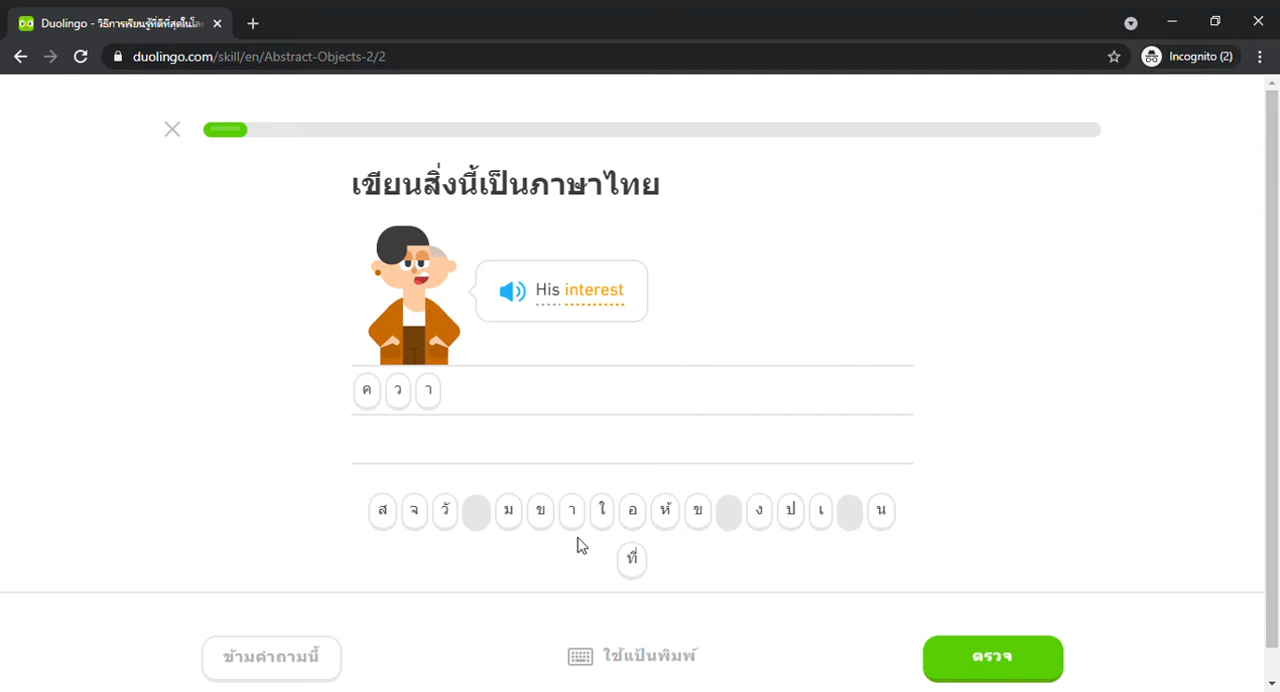 Duolingo - วิธีการเรียนรู้ที่ดีที่สุดในโล
duolingo.com/skill/en/Abstract-Objects-2/2
Incognito (2)
เขียนสิ่งนี้เป็นภาษาไทย
His interest
ค ว า
ส จ วั ม ข า ใ อ ห้ ข ง ป เ น
ที่
ข้ามคำถามนี้ ใช้แป้นพิมพ์ ตรวจ